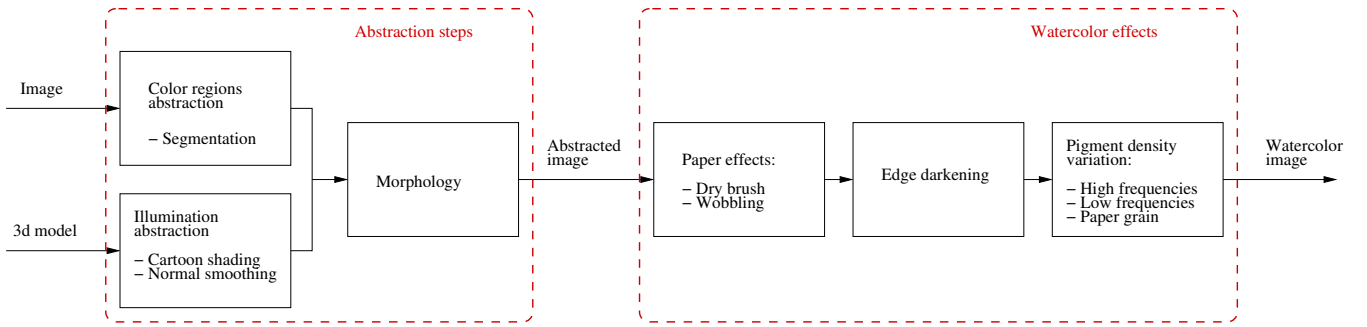 Abstraction steps
Watercolor effects
Image
Color regions
abstraction
– Segmentation
3d model
Illumination
abstraction
– Cartoon shading
– Normal smoothing
Morphology
Abstracted
image
Paper effects:
– Dry brush
– Wobbling
Edge darkening
Pigment density
variation:
– High frequencies
– Low frequencies
– Paper grain
Watercolor
image